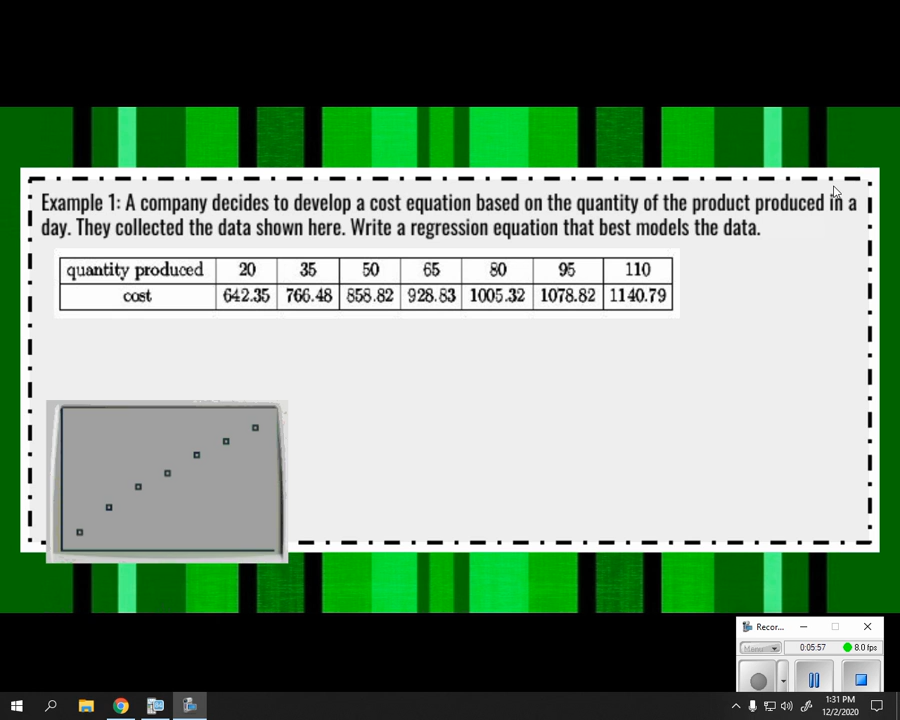 Example 1: A company decides to develop a cost equation based on the quantity of the product produced in a
day. They collected the data shown here. Write a regression equation that best models the data.
quantity produced 20 35 50 65 80 95 110
cost 642.35 766.48 858.82 928.83 1005.32 1078.82 1140.79
Recor...
0:05:57 8.0 fps
1:31 PM
12/2/2020